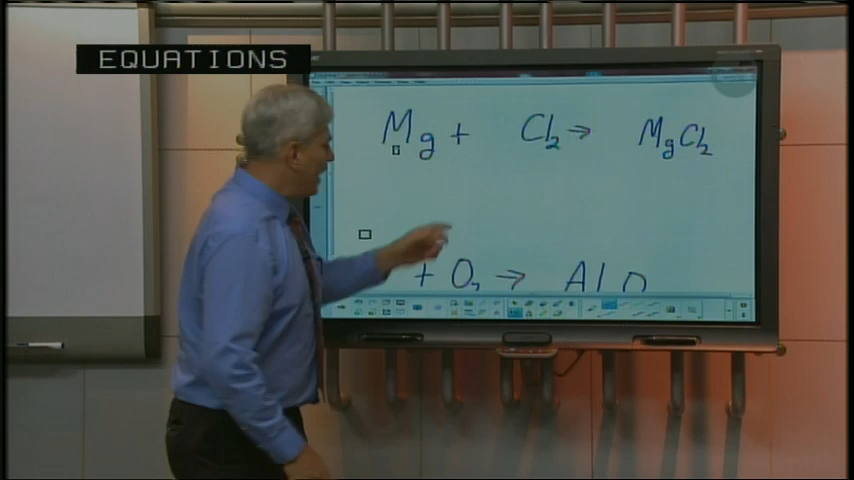 EQUATIONS
Mg + Cl₂ → MgCl₂
+ O₂ → Al O